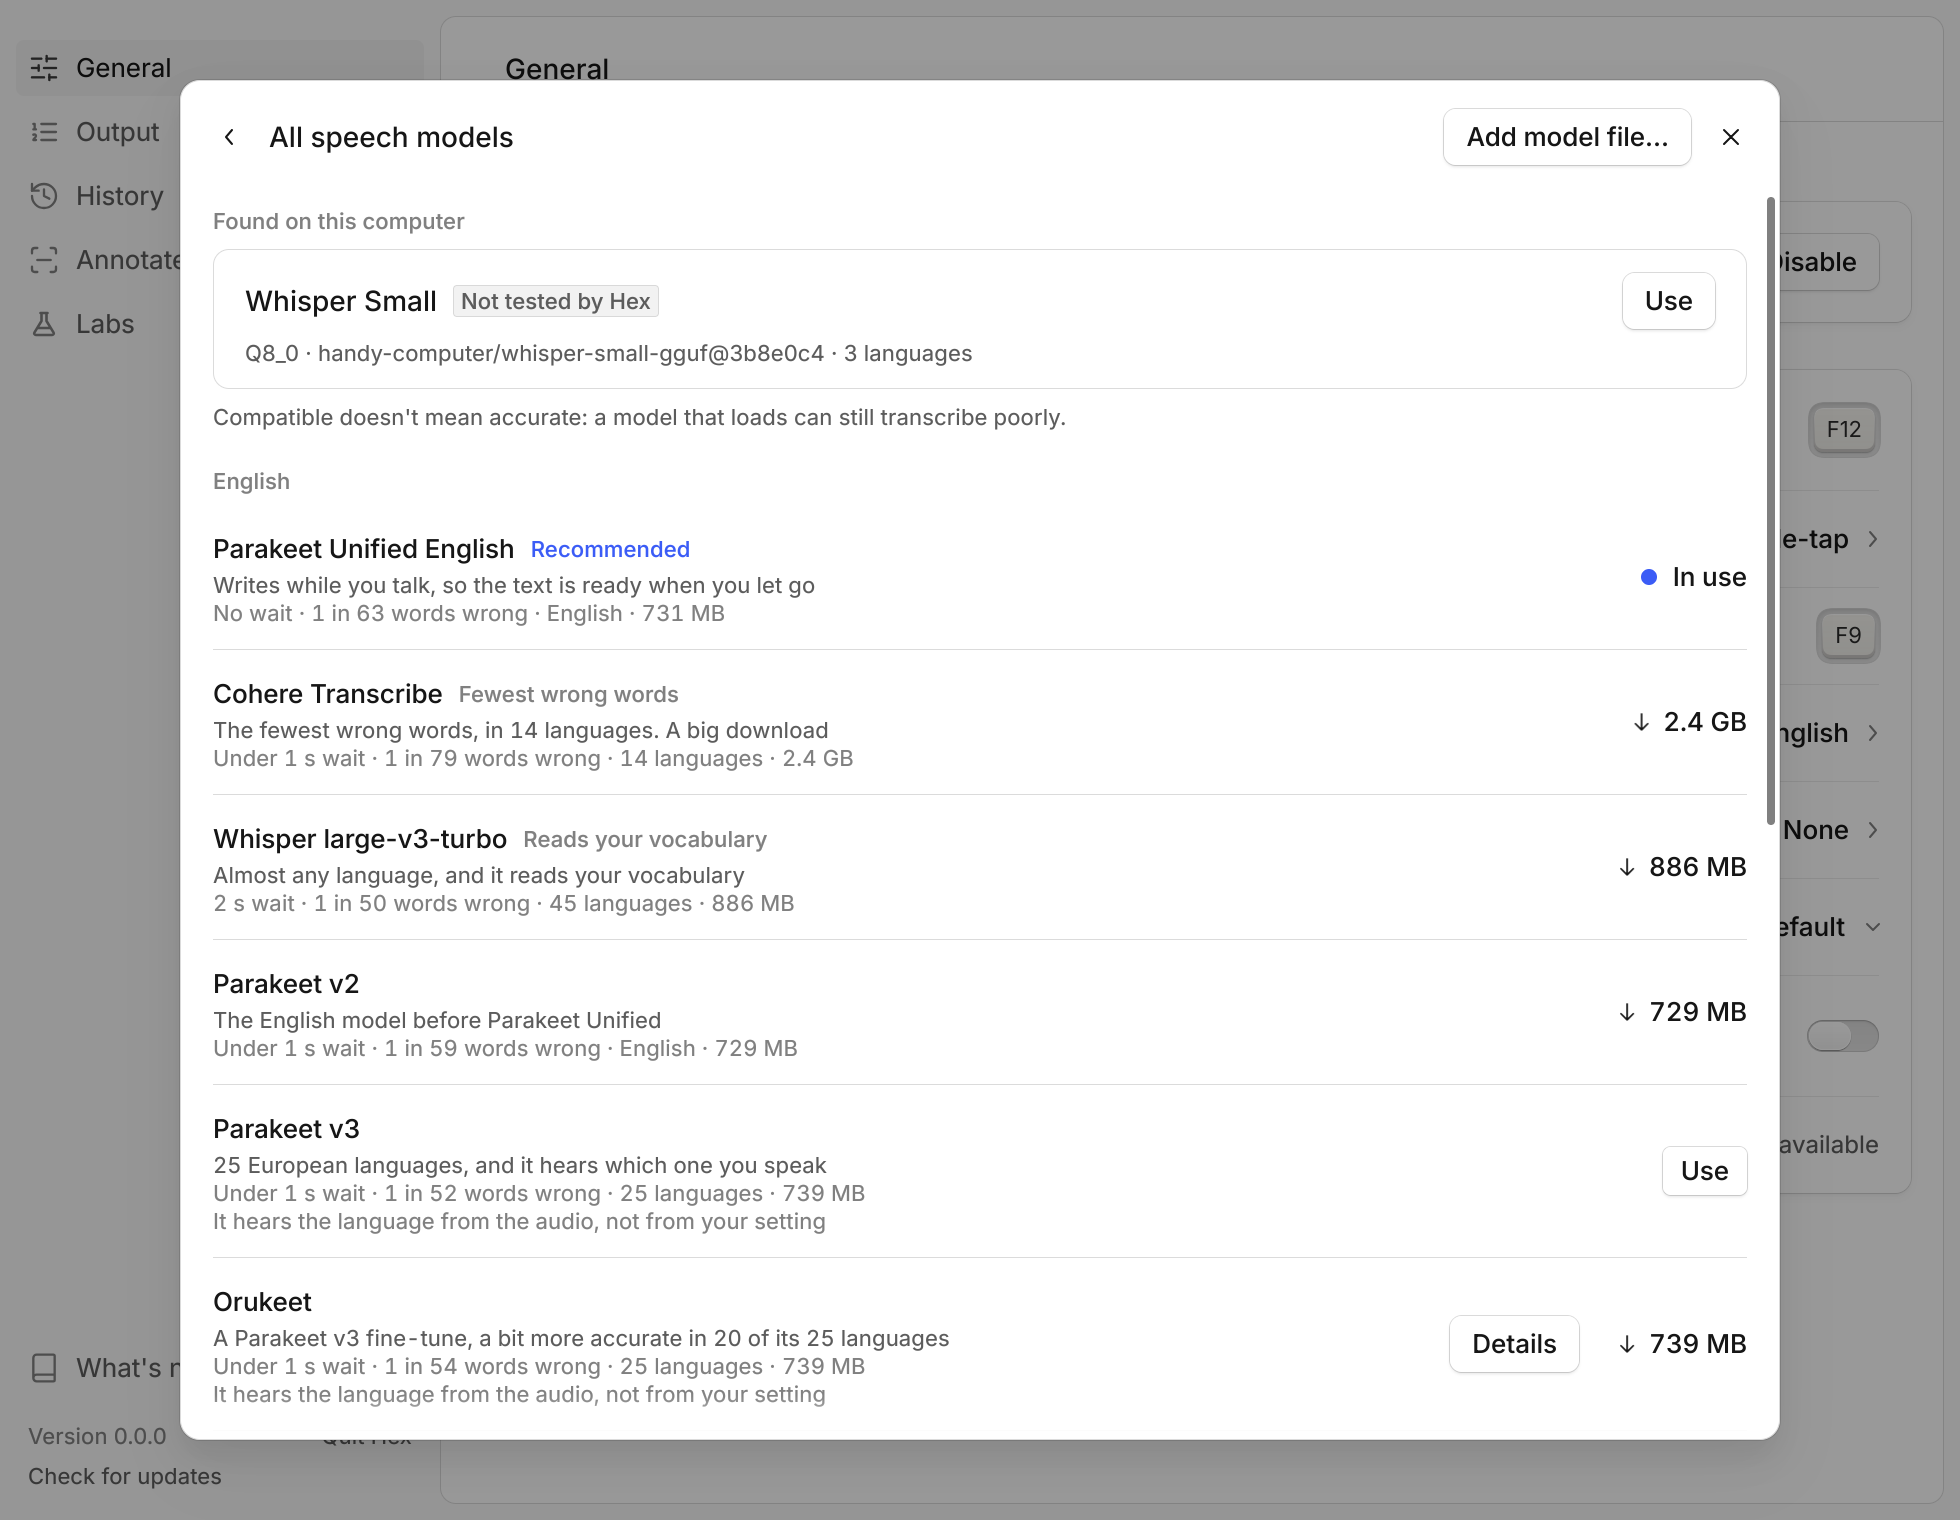 General
Output
History
Annotate
Labs
What's
Version 0.0.0
Check for updates
General
All speech models
Add model file...
Found on this computer
Whisper Small Not tested by Hex
Use
Q8_0 · handy-computer/whisper-small-gguf@3b8e0c4 · 3 languages
Compatible doesn't mean accurate: a model that loads can still transcribe poorly.
English
Parakeet Unified English Recommended
Writes while you talk, so the text is ready when you let go
No wait · 1 in 63 words wrong · English · 731 MB
In use
Cohere Transcribe Fewest wrong words
The fewest wrong words, in 14 languages. A big download
Under 1 s wait · 1 in 79 words wrong · 14 languages · 2.4 GB
↓ 2.4 GB
Whisper large-v3-turbo Reads your vocabulary
Almost any language, and it reads your vocabulary
2 s wait · 1 in 50 words wrong · 45 languages · 886 MB
↓ 886 MB
Parakeet v2
The English model before Parakeet Unified
Under 1 s wait · 1 in 59 words wrong · English · 729 MB
↓ 729 MB
Parakeet v3
25 European languages, and it hears which one you speak
Under 1 s wait · 1 in 52 words wrong · 25 languages · 739 MB
It hears the language from the audio, not from your setting
Use
Orukeet
A Parakeet v3 fine-tune, a bit more accurate in 20 of its 25 languages
Under 1 s wait · 1 in 54 words wrong · 25 languages · 739 MB
It hears the language from the audio, not from your setting
Details
↓ 739 MB
F12
e-tap
F9
None
available